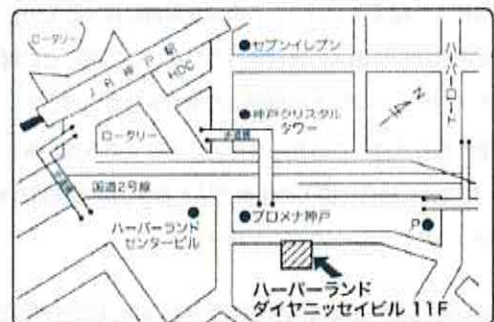 ロータリー
JR神戸駅
HDC
セブンイレブン
ハーバーロード
神戸クリスタル
タワー
N
ロータリー
歩道橋
歩道橋
国道2号線
ハーバーランド
センタービル
プロメナ神戸
P
ハーバーランド
ダイヤニッセイビル 11F